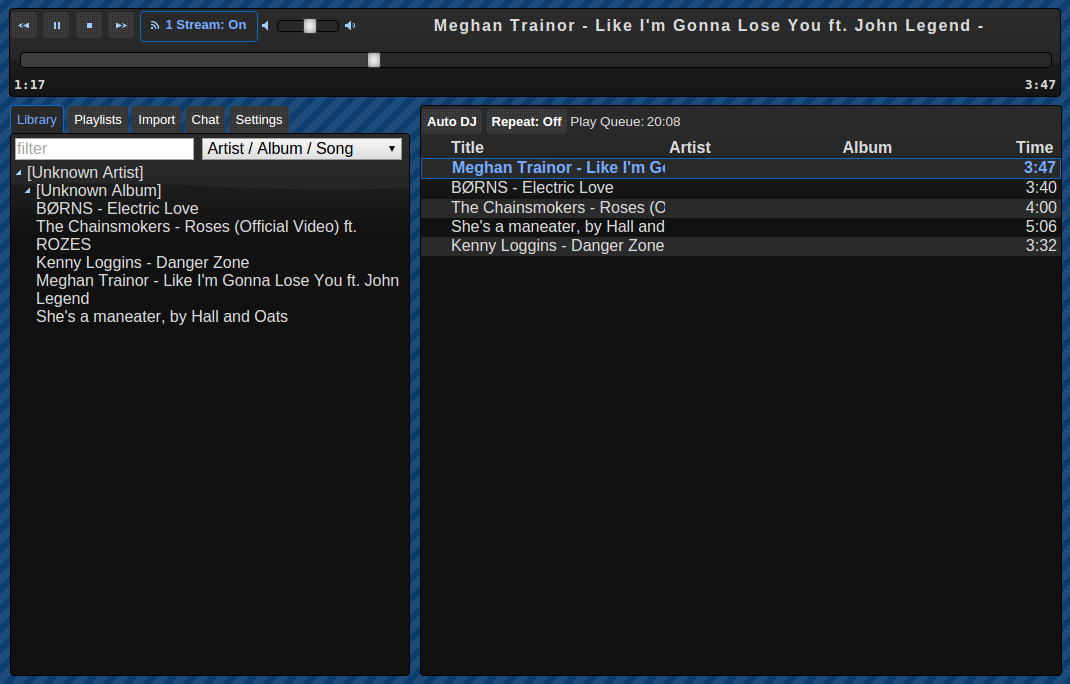 1 Stream: On
Meghan Trainor - Like I'm Gonna Lose You ft. John Legend -
1:17
3:47
Library Playlists Import Chat Settings
filter
Artist / Album / Song
[Unknown Artist]
[Unknown Album]
BØRNS - Electric Love
The Chainsmokers - Roses (Official Video) ft.
ROZES
Kenny Loggins - Danger Zone
Meghan Trainor - Like I'm Gonna Lose You ft. John
Legend
She's a maneater, by Hall and Oats
Auto DJ Repeat: Off Play Queue: 20:08
Title Artist Album Time
Meghan Trainor - Like I'm Go 3:47
BØRNS - Electric Love 3:40
The Chainsmokers - Roses (O 4:00
She's a maneater, by Hall and 5:06
Kenny Loggins - Danger Zone 3:32